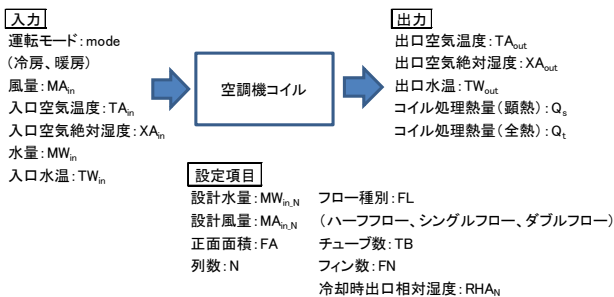 入力
運転モード：mode
（冷房、暖房）
風量：MAin
入口空気温度：TAin
入口空気絶対湿度：XAin
水量：MWin
入口水温：TWin
空調機コイル
出力
出口空気温度：TAout
出口空気絶対湿度：XAout
出口水温：TWout
コイル処理熱量（顕熱）：Qs
コイル処理熱量（全熱）：Qt
設定項目
設計水量：MWin_N
設計風量：MAin_N
正面面積：FA
列数：N
フロー種別：FL
（ハーフフロー、シングルフロー、ダブルフロー）
チューブ数：TB
フィン数：FN
冷却時出口相対湿度：RHAN